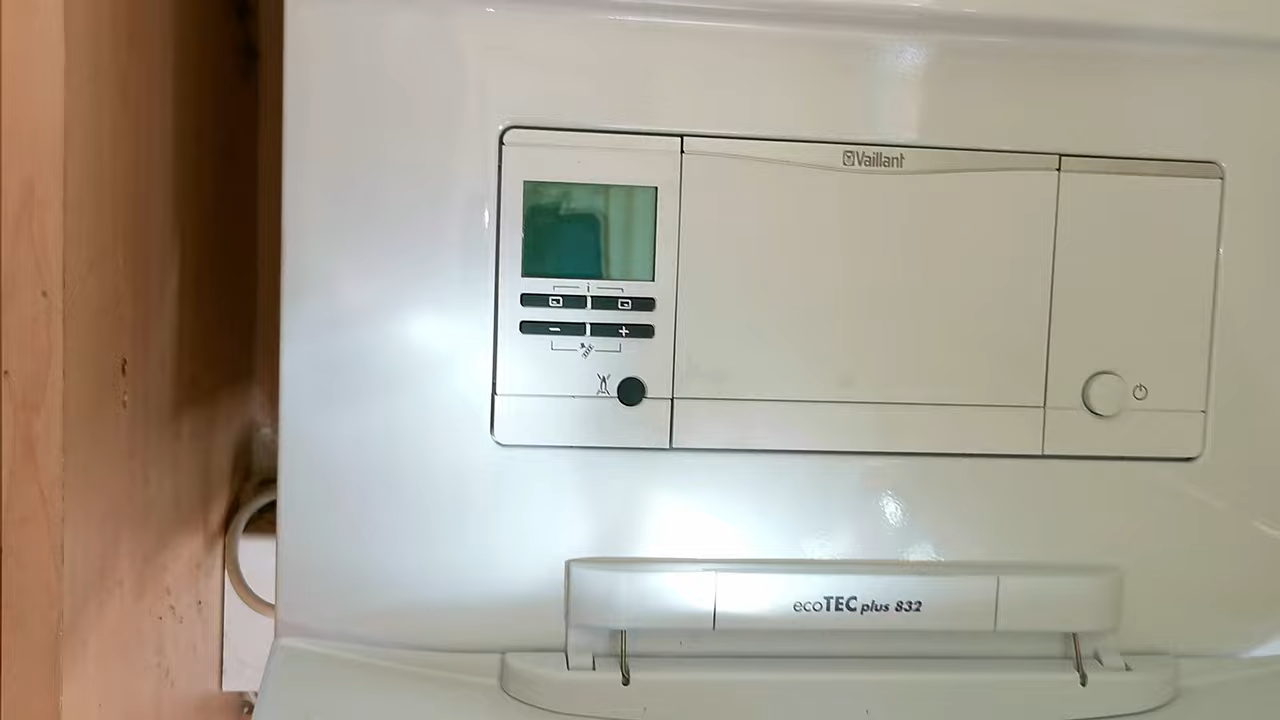 Vaillant
i
− +
ecoTEC plus 832